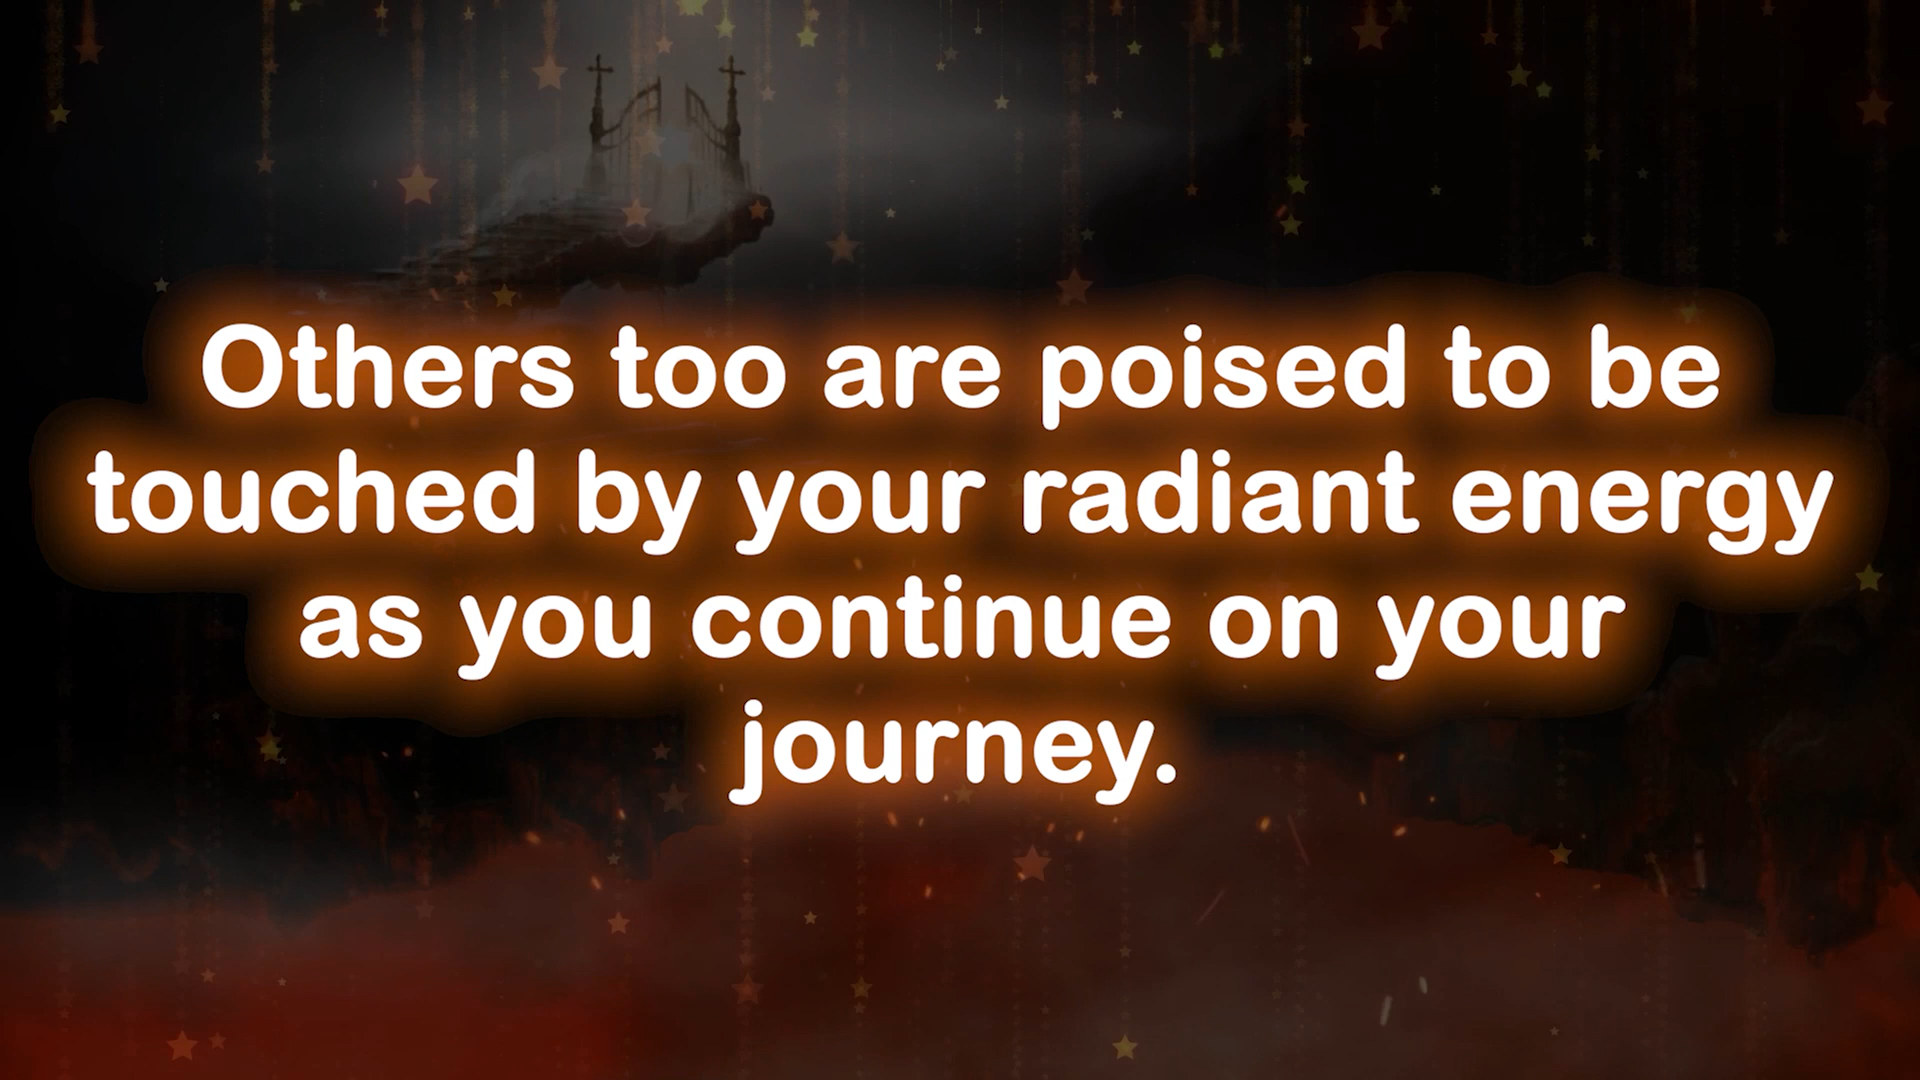 Others too are poised to be
touched by your radiant energy
as you continue on your
journey.